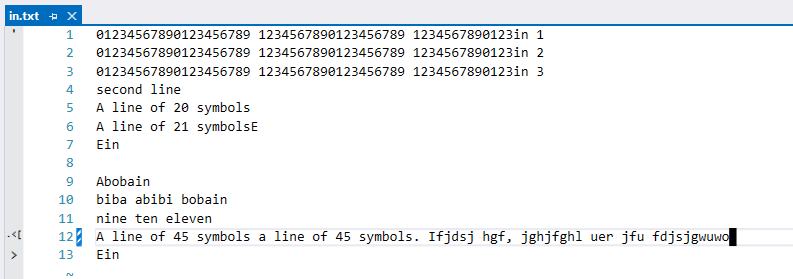 in.txt
1 01234567890123456789 1234567890123456789 1234567890123in 1
2 01234567890123456789 1234567890123456789 1234567890123in 2
3 01234567890123456789 1234567890123456789 1234567890123in 3
4 second line
5 A line of 20 symbols
6 A line of 21 symbolsE
7 Ein
8
9 Abobain
10 biba abibi bobain
11 nine ten eleven
.<[ 12 A line of 45 symbols a line of 45 symbols. Ifjdsj hgf, jghjfghl uer jfu fdjsjgwuwo
> 13 Ein
~